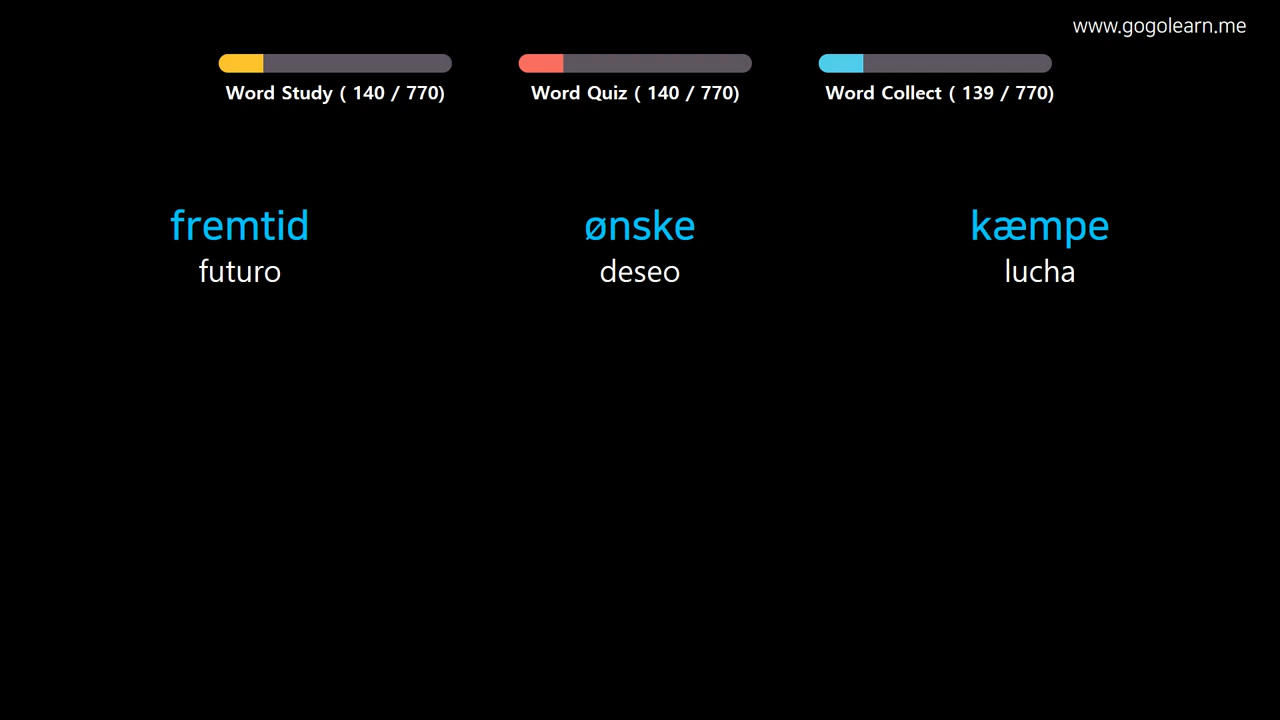 www.gogolearn.me
Word Study ( 140 / 770)
Word Quiz ( 140 / 770)
Word Collect ( 139 / 770)
fremtid
futuro
ønske
deseo
kæmpe
lucha